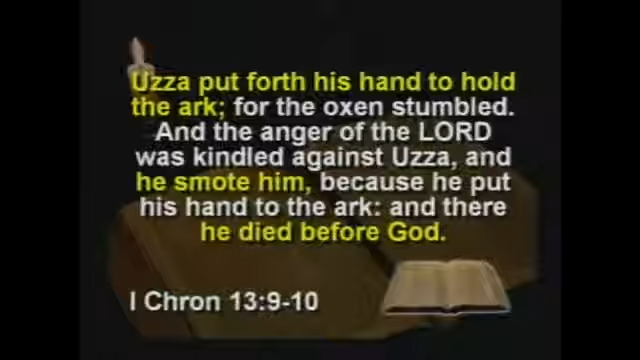 Uzza put forth his hand to hold
the ark; for the oxen stumbled.
And the anger of the LORD
was kindled against Uzza, and
he smote him, because he put
his hand to the ark: and there
he died before God.
I Chron 13:9-10